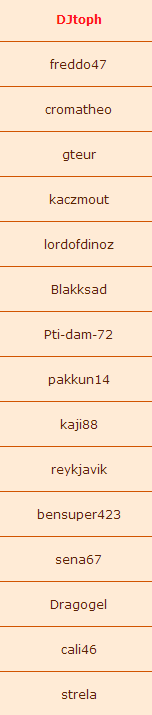 DJtoph
freddo47
cromatheo
gteur
kaczmout
lordofdinoz
Blakksad
Pti-dam-72
pakkun14
kaji88
reykjavik
bensuper423
sena67
Dragogel
cali46
strela